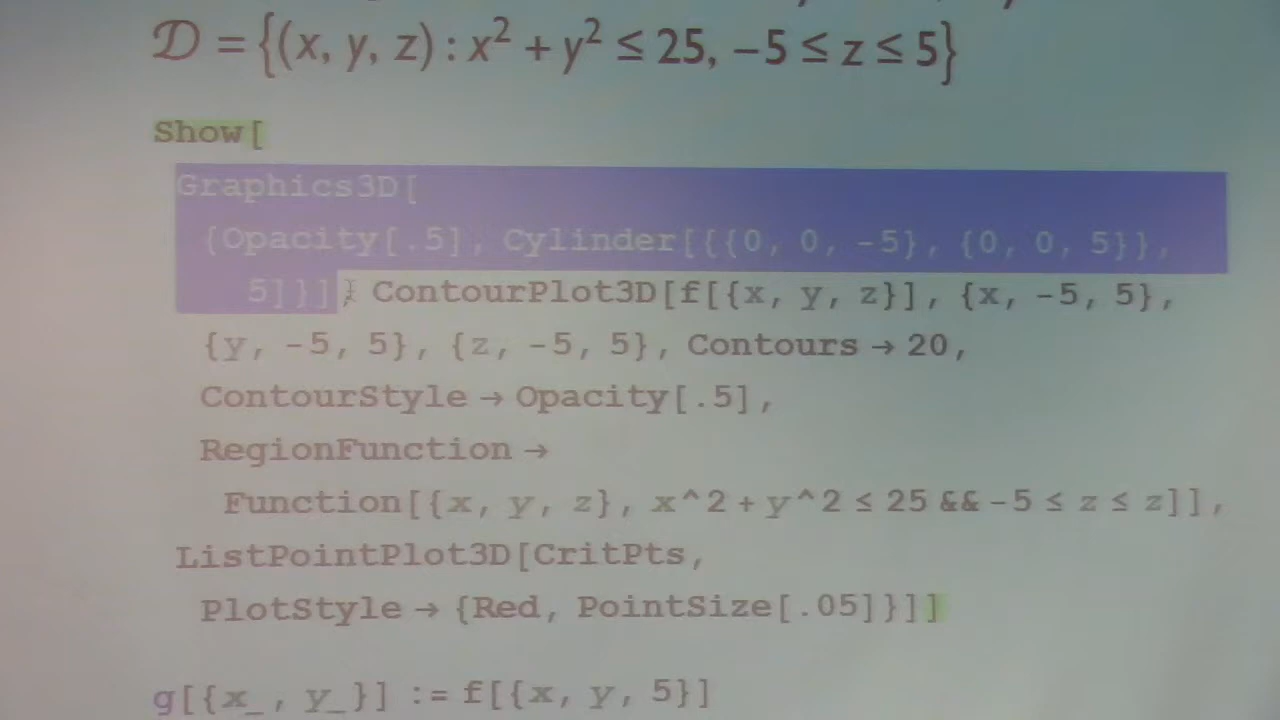 𝒟 = {(x, y, z) : x² + y² ≤ 25, −5 ≤ z ≤ 5}
Show[
Graphics3D[
{Opacity[.5], Cylinder[{{0, 0, -5}, {0, 0, 5}},
5]}], ContourPlot3D[f[{x, y, z}], {x, -5, 5},
{y, -5, 5}, {z, -5, 5}, Contours → 20,
ContourStyle → Opacity[.5],
RegionFunction →
Function[{x, y, z}, x^2 + y^2 ≤ 25 && -5 ≤ z ≤ z]],
ListPointPlot3D[CritPts,
PlotStyle → {Red, PointSize[.05]}]]
g[{x_, y_}] := f[{x, y, 5}]